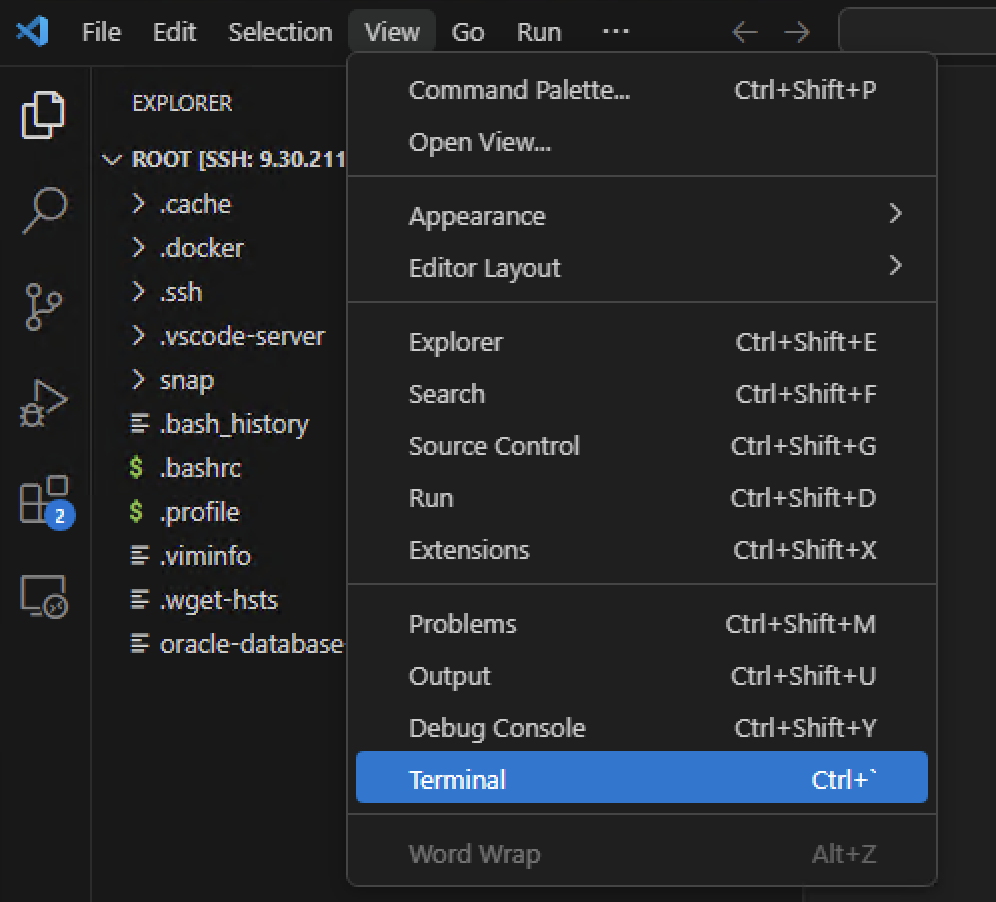 File Edit Selection View Go Run ...
EXPLORER
ROOT [SSH: 9.30.211
.cache
.docker
.ssh
.vscode-server
snap
.bash_history
$ .bashrc
$ .profile
.viminfo
.wget-hsts
oracle-database
2
Command Palette... Ctrl+Shift+P
Open View...
Appearance
Editor Layout
Explorer Ctrl+Shift+E
Search Ctrl+Shift+F
Source Control Ctrl+Shift+G
Run Ctrl+Shift+D
Extensions Ctrl+Shift+X
Problems Ctrl+Shift+M
Output Ctrl+Shift+U
Debug Console Ctrl+Shift+Y
Terminal Ctrl+`
Word Wrap Alt+Z